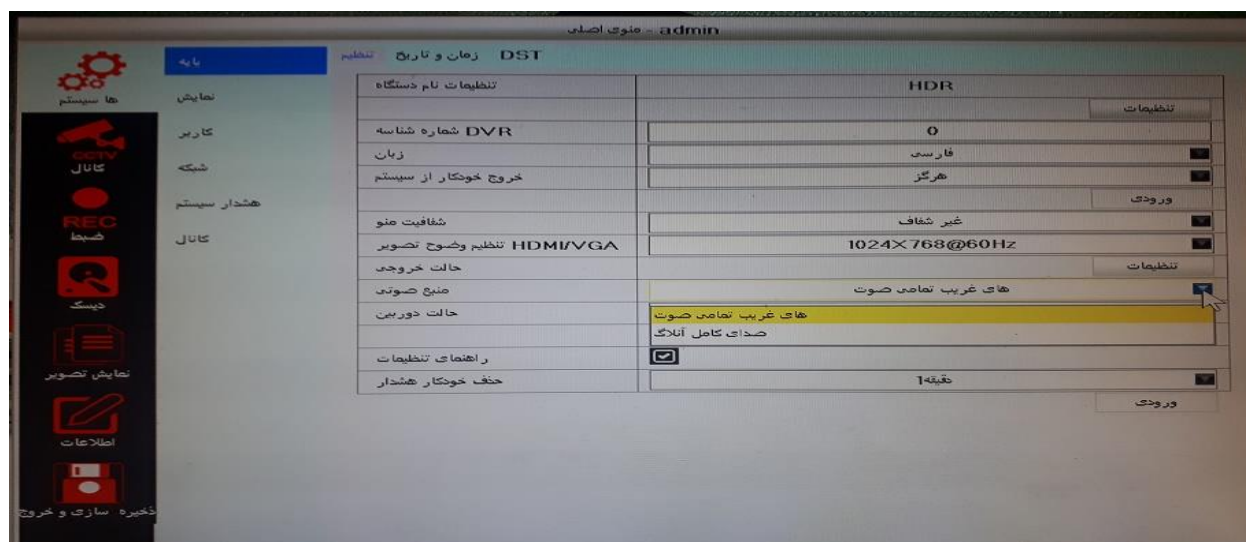 منوی اصلی - admin
ها سیستم
CCTV
کانال
REC
ضبط
دیسک
نمایش تصویر
اطلاعات
ذخیره سازی و خروج
پایه
نمایش
کاربر
شبکه
هشدار سیستم
کانال
تنظیم زمان و تاریخ DST
تنظیمات نام دستگاه HDR
تنظیمات
شماره شناسه DVR 0
زبان فارسی
خروج خودکار از سیستم هرگز
ورودی
شفافیت منو غیر شفاف
تنظیم وضوح تصویر HDMI/VGA 1024X768@60Hz
حالت خروجی تنظیمات
منبع صوتی های غریب تمامی صوت
حالت دوربین های غریب تمامی صوت
صدای کامل آنالگ
راهنمای تنظیمات
حذف خودکار هشدار دقیقه1
ورودی